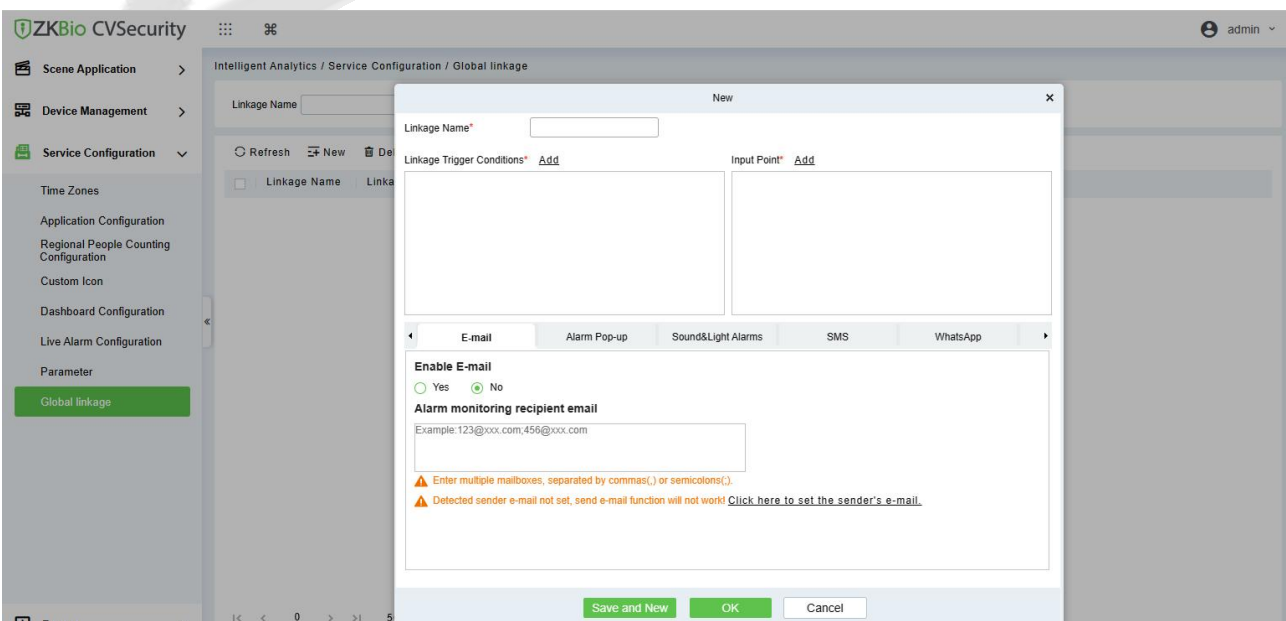 ZKBio CVSecurity
admin
Scene Application
Device Management
Service Configuration
Time Zones
Application Configuration
Regional People Counting
Configuration
Custom Icon
Dashboard Configuration
Live Alarm Configuration
Parameter
Global linkage
Intelligent Analytics / Service Configuration / Global linkage
Linkage Name
Refresh New Del
Linkage Name Linka
0 5
New
Linkage Name*
Linkage Trigger Conditions* Add Input Point* Add
E-mail Alarm Pop-up Sound&Light Alarms SMS WhatsApp
Enable E-mail
Yes No
Alarm monitoring recipient email
Example:123@xxx.com;456@xxx.com
Enter multiple mailboxes, separated by commas(,) or semicolons(;).
Detected sender e-mail not set, send e-mail function will not work! Click here to set the sender's e-mail.
Save and New OK Cancel